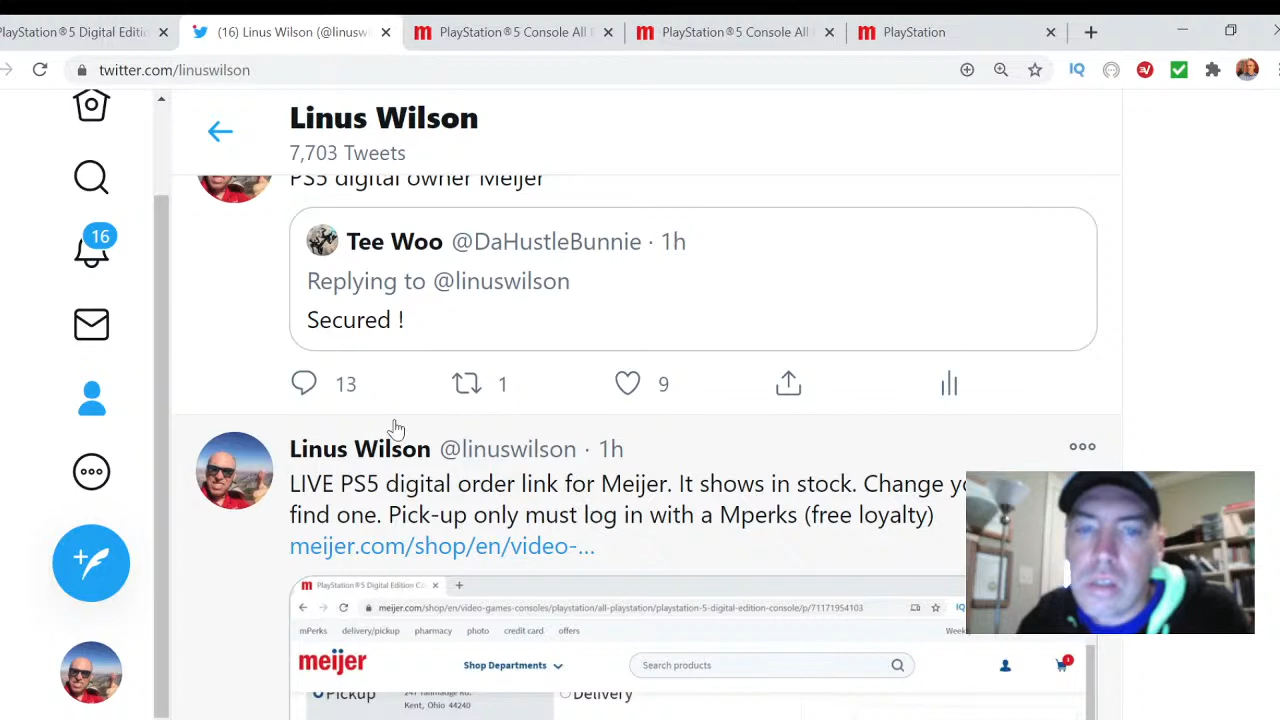 PlayStation®5 Digital Editi
(16) Linus Wilson (@linusw
PlayStation®5 Console All
PlayStation®5 Console All
PlayStation
twitter.com/linuswilson
Linus Wilson
7,703 Tweets
PS5 digital owner Meijer
Tee Woo @DaHustleBunnie · 1h
Replying to @linuswilson
Secured !
13 1 9
16
Linus Wilson @linuswilson · 1h
LIVE PS5 digital order link for Meijer. It shows in stock. Change yo
find one. Pick-up only must log in with a Mperks (free loyalty)
meijer.com/shop/en/video-...
PlayStation®5 Digital Edition Co
meijer.com/shop/en/video-games-consoles/playstation/all-playstation/playstation-5-digital-edition-console/p/71171954103
mPerks delivery/pickup pharmacy photo credit card offers
meijer
Shop Departments
Search products
1
Pickup
241 Tallmadge Rd.
Kent, Ohio 44240
Delivery